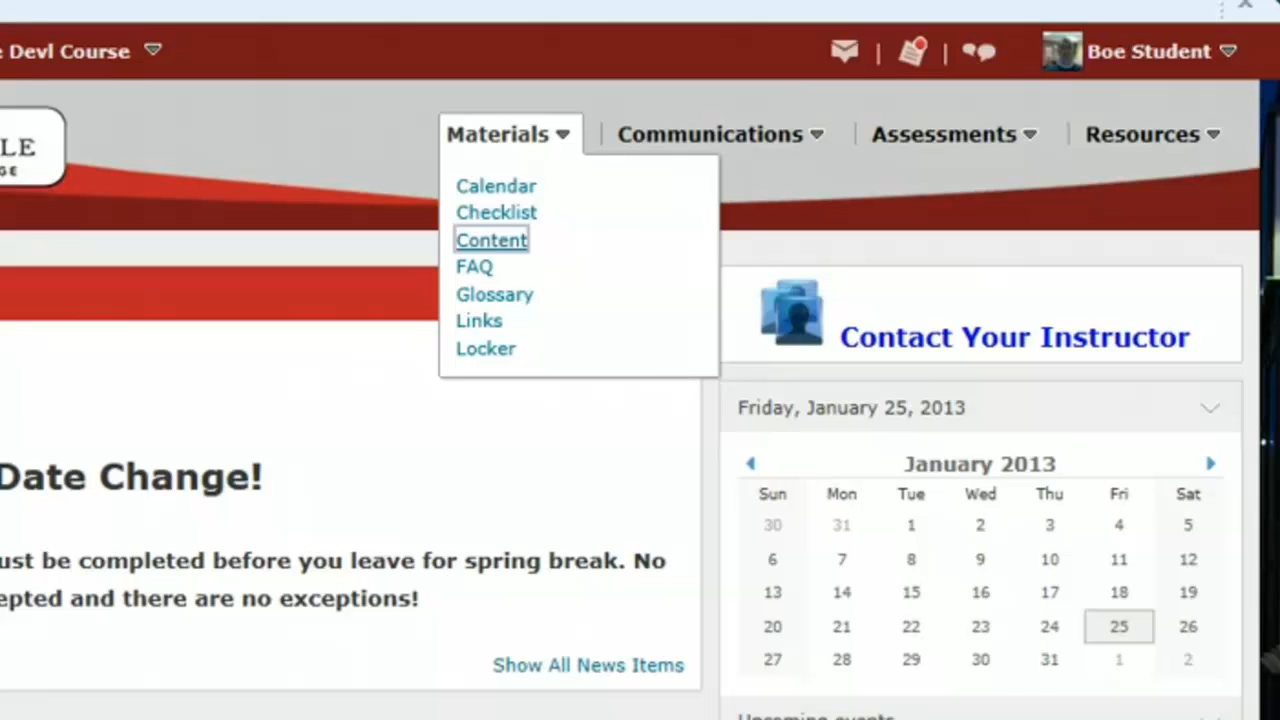 : Devl Course
| | Boe Student
LE
GE
Materials Communications Assessments Resources
Calendar
Checklist
Content
FAQ
Glossary
Links
Locker
Contact Your Instructor
Date Change!
ust be completed before you leave for spring break. No
epted and there are no exceptions!
Show All News Items
Friday, January 25, 2013
January 2013
Sun Mon Tue Wed Thu Fri Sat
30 31 1 2 3 4 5
6 7 8 9 10 11 12
13 14 15 16 17 18 19
20 21 22 23 24 25 26
27 28 29 30 31 1 2
Upcoming events